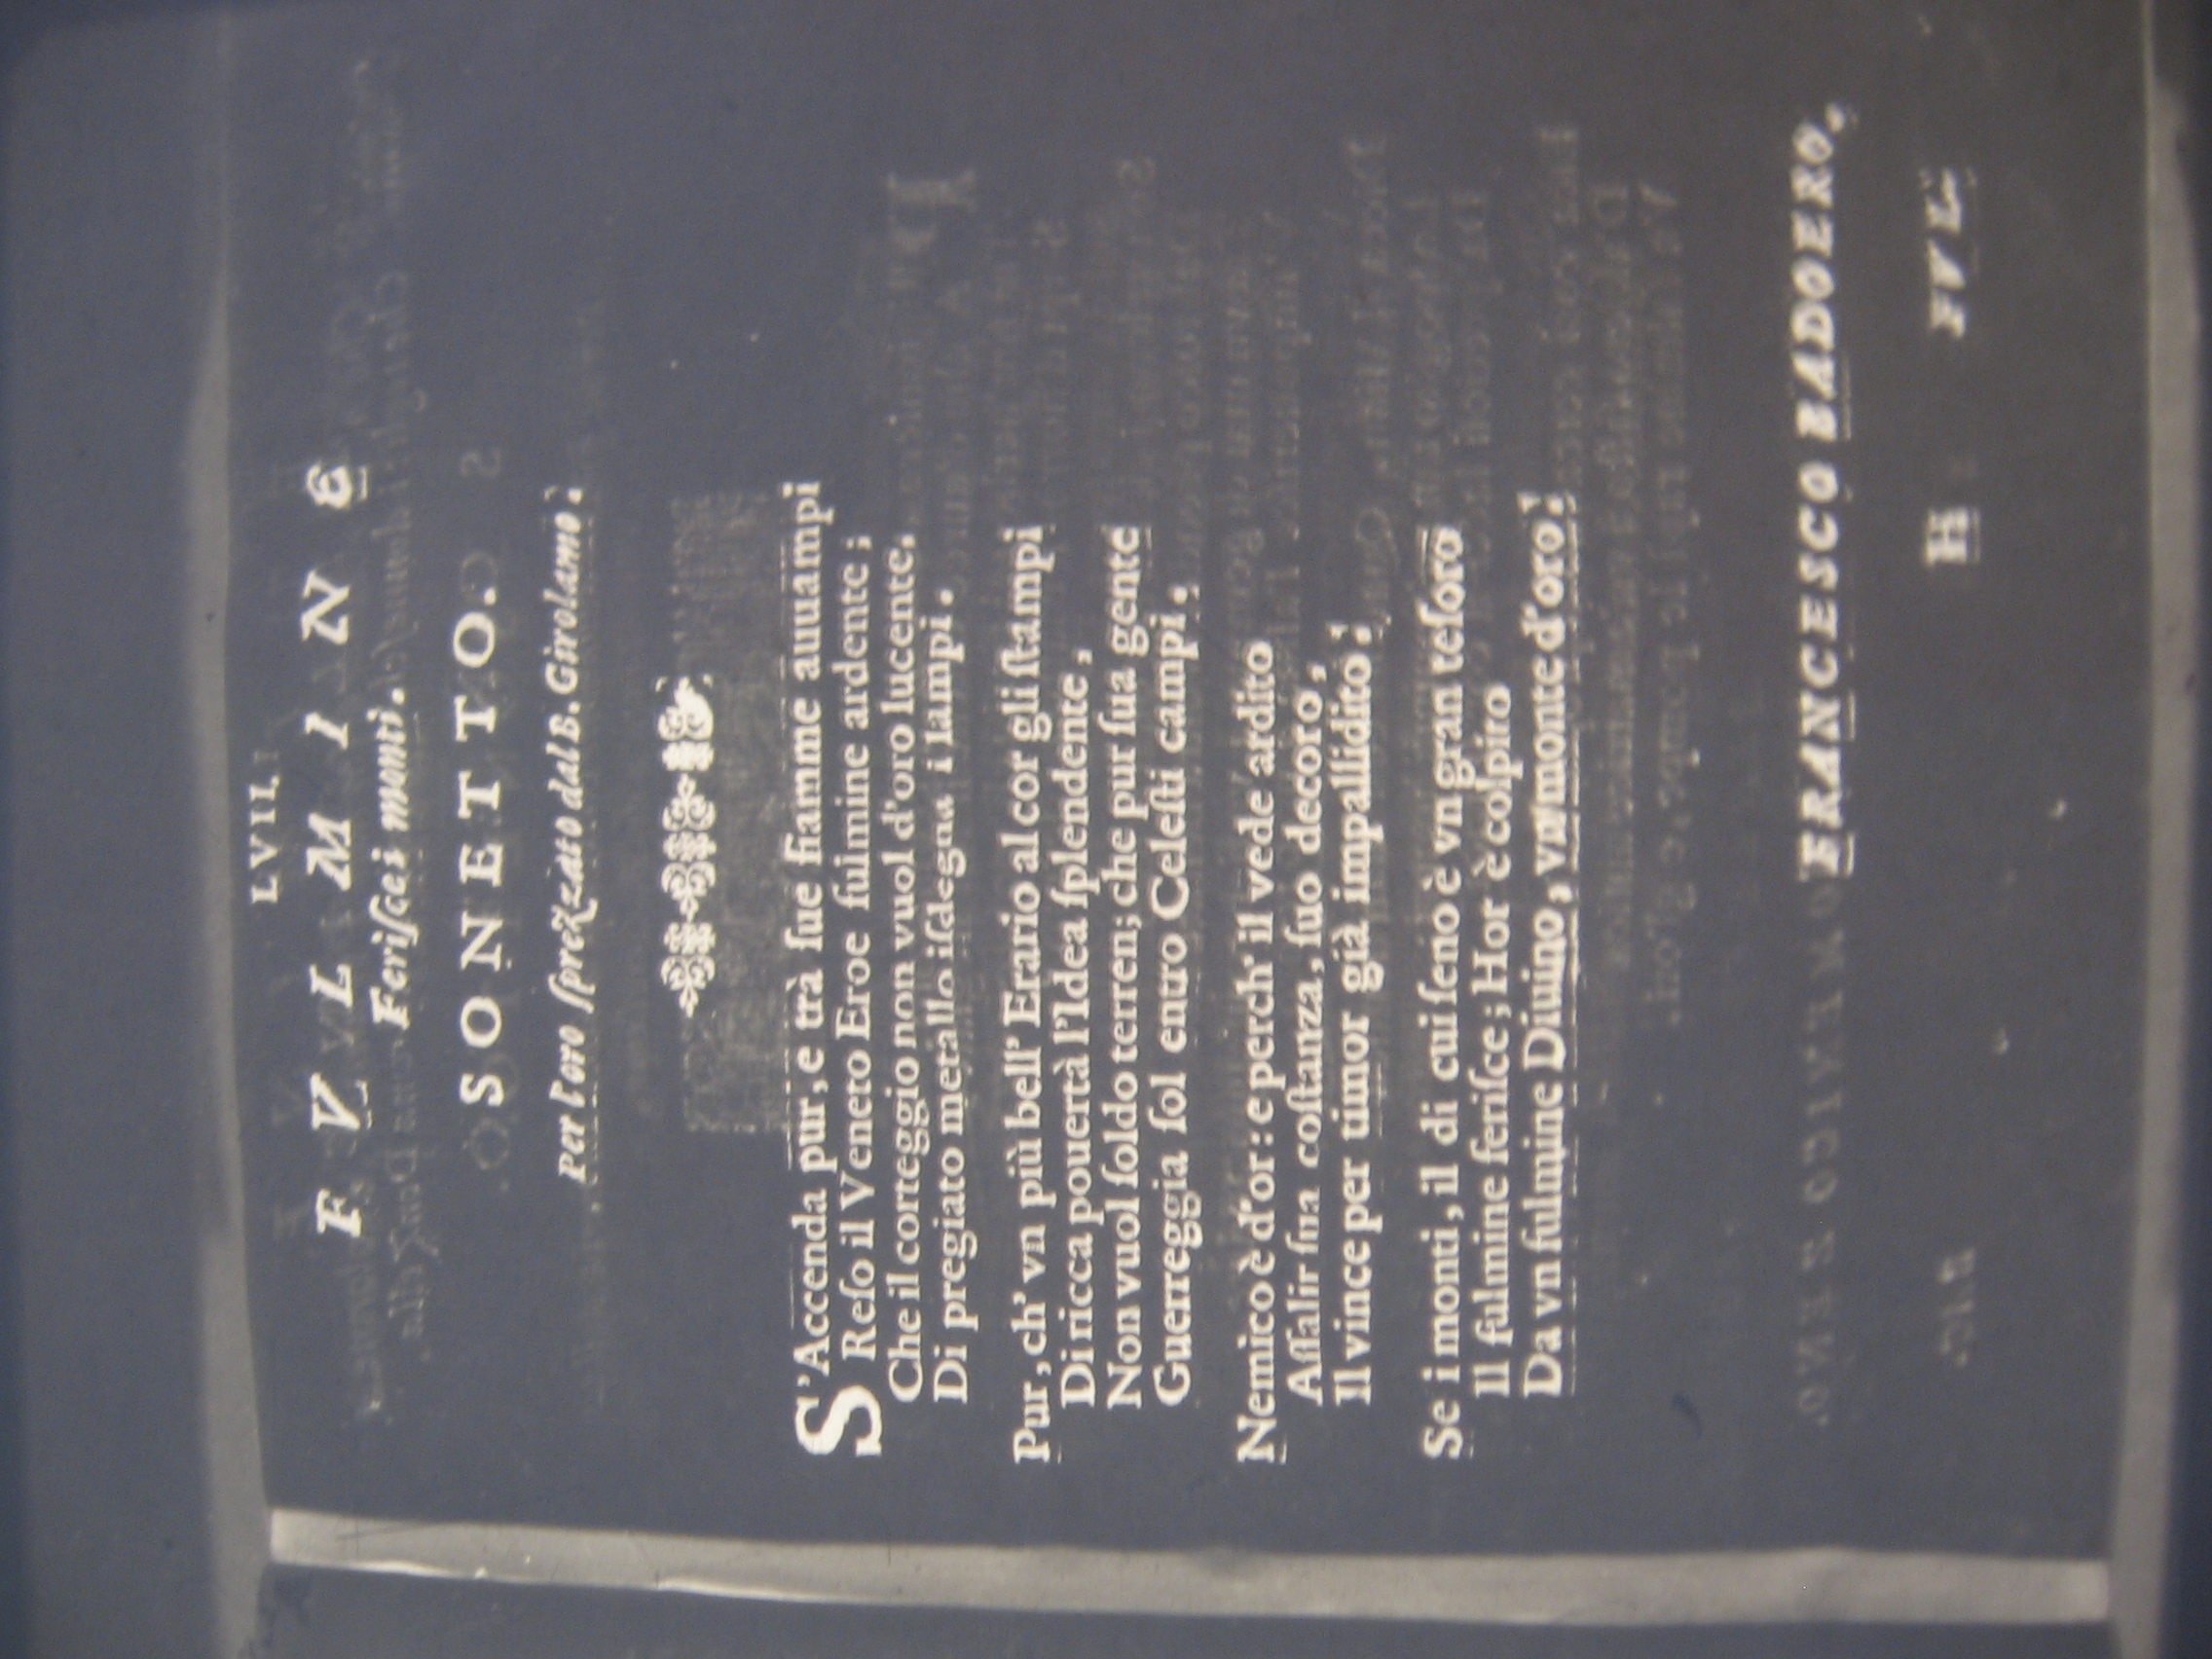 LVII.
FVLMINE
Feriſce i monti.
SONETTO.
Per l'oro ſprezzato dal B. Girolamo.
S'Accenda pur, e trà ſue fiamme auuuampi
Reſo il Veneto Eroe fulmine ardente;
Che il correggio non vuol d'oro lucente.
Di pregiato metallo iſdegna i lampi.
Pur, ch' vn più bell' Erario al cor gli ſtampi
Di ricca pouertà l'Idea ſplendente,
Non vuol ſoldo terren; che pur ſua gente
Guerreggia ſol entro Celeſti campi.
Nemico è d'or: e perch' il vede ardito
Aſſalir ſua coſtanza, ſuo decoro,
Il vince per timor già impallidito:
Se i monti, il di cui ſeno è vn gran teſoro
Il fulmine feriſce; Hor è colpito
Da vn fulmine Diuino, vn monte d'oro!
FRANCESCO BADOERO.
H FVL-